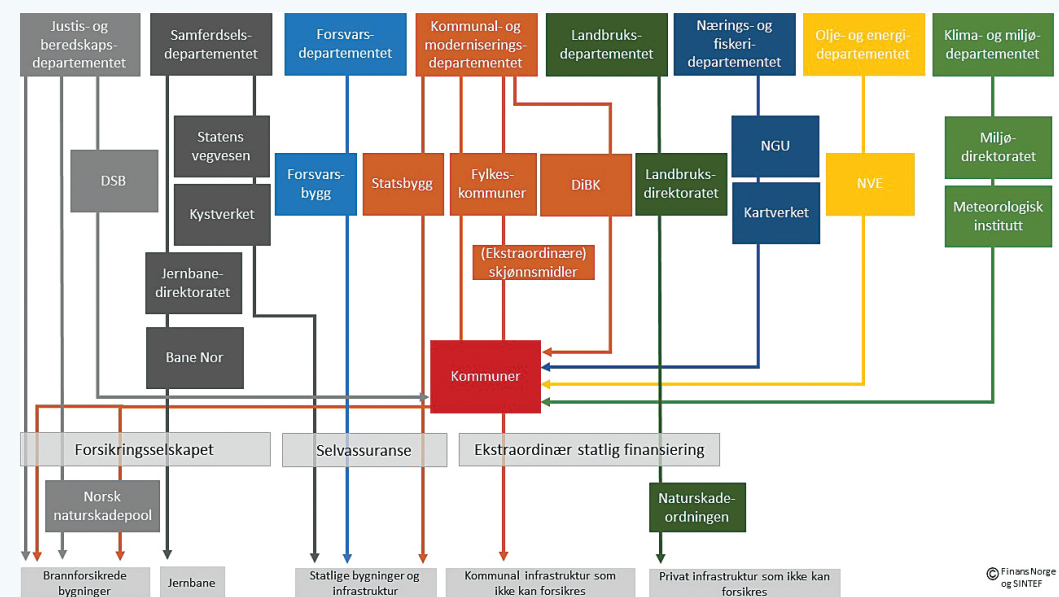 Justis- og
beredskaps-
departementet
Samferdsels-
departementet
Forsvars-
departementet
Kommunal- og
moderniserings-
departementet
Landbruks-
departementet
Nærings- og
fiskeri-
departementet
Olje- og energi-
departementet
Klima- og miljø-
departementet
DSB
Statens
vegvesen
Kystverket
Jernbane-
direktoratet
Bane Nor
Forsvars-
bygg
Statsbygg
Fylkes-
kommuner
(Ekstraordinære)
skjønnsmidler
DiBK
Landbruks-
direktoratet
NGU
Kartverket
NVE
Miljø-
direktoratet
Meteorologisk
institutt
Kommuner
Forsikringsselskapet
Selvassuranse
Ekstraordinær statlig finansiering
Norsk
naturskadepool
Naturskade-
ordningen
Brannforsikrede
bygninger
Jernbane
Statlige bygninger og
infrastruktur
Kommunal infrastruktur som
ikke kan forsikres
Privat infrastruktur som ikke kan
forsikres
© FinansNorge
og SINTEF